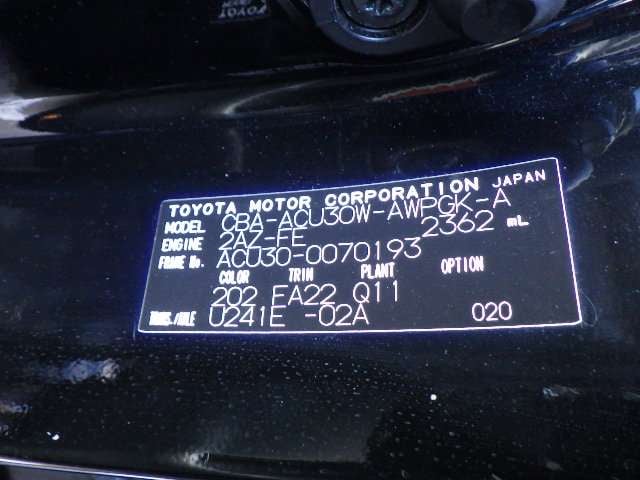 TOYOTA
TOYOTA MOTOR CORPORATION JAPAN
MODEL CBA-ACU30W-AWPGK-A
ENGINE 2AZ-FE 2362 mL
FRAME No. ACU30-0070193
COLOR TRIM PLANT OPTION
202 FA22 Q11
TRANS./AXLE U241E -02A 020